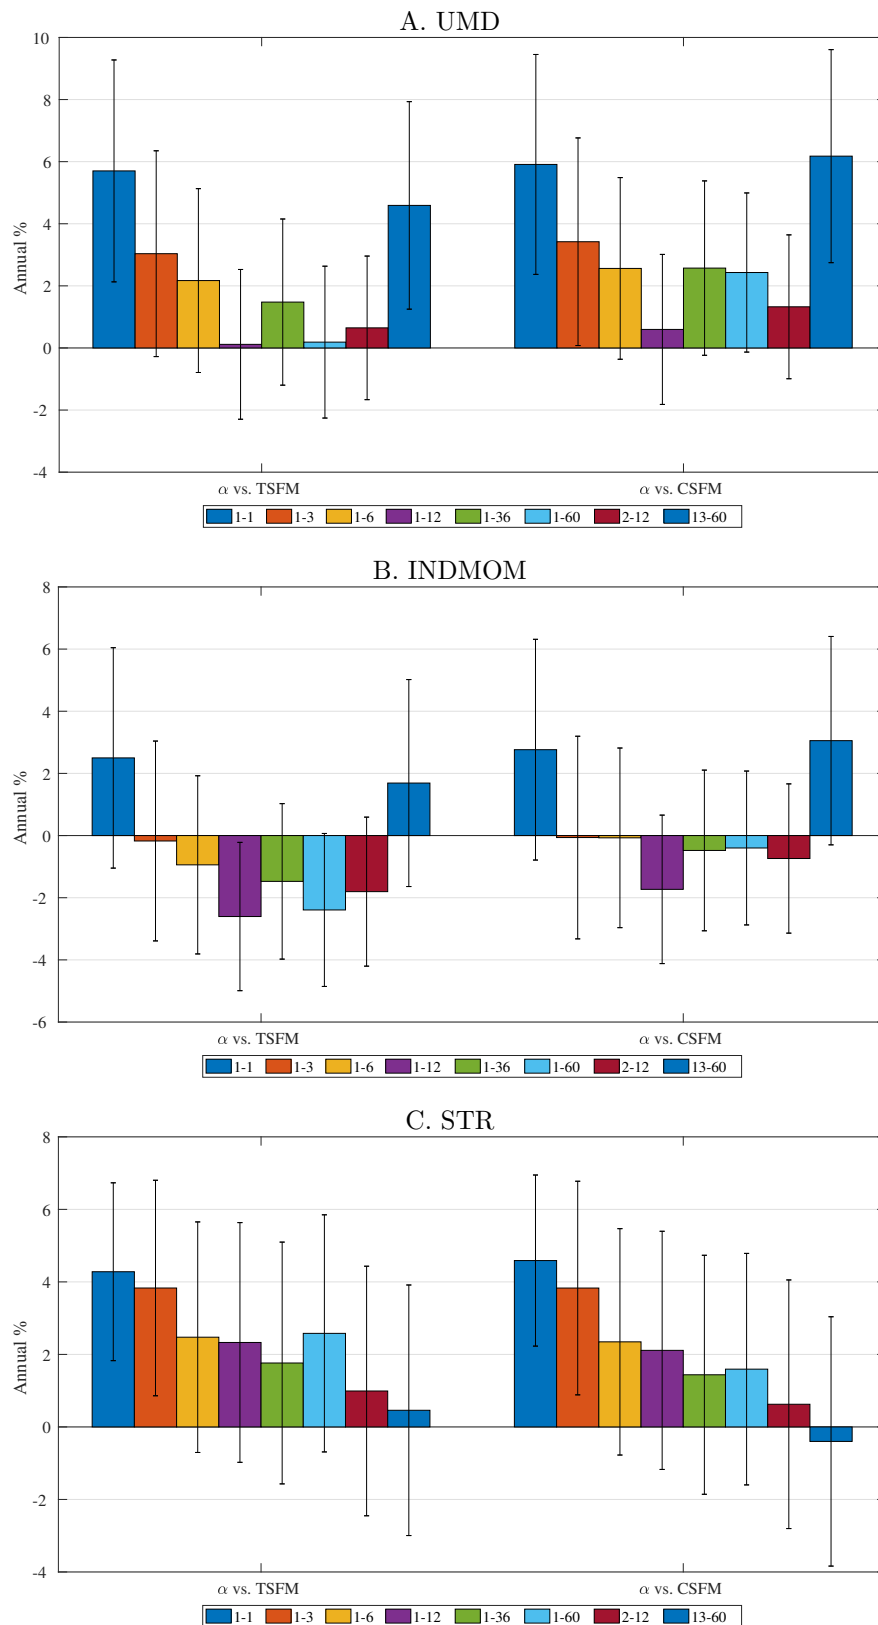 A. UMD
10
8
6
4
2
0
-2
-4
Annual %
α vs. TSFM
α vs. CSFM
1-1 1-3 1-6 1-12 1-36 1-60 2-12 13-60
B. INDMOM
8
6
4
2
0
-2
-4
-6
Annual %
α vs. TSFM
α vs. CSFM
1-1 1-3 1-6 1-12 1-36 1-60 2-12 13-60
C. STR
8
6
4
2
0
-2
-4
Annual %
α vs. TSFM
α vs. CSFM
1-1 1-3 1-6 1-12 1-36 1-60 2-12 13-60